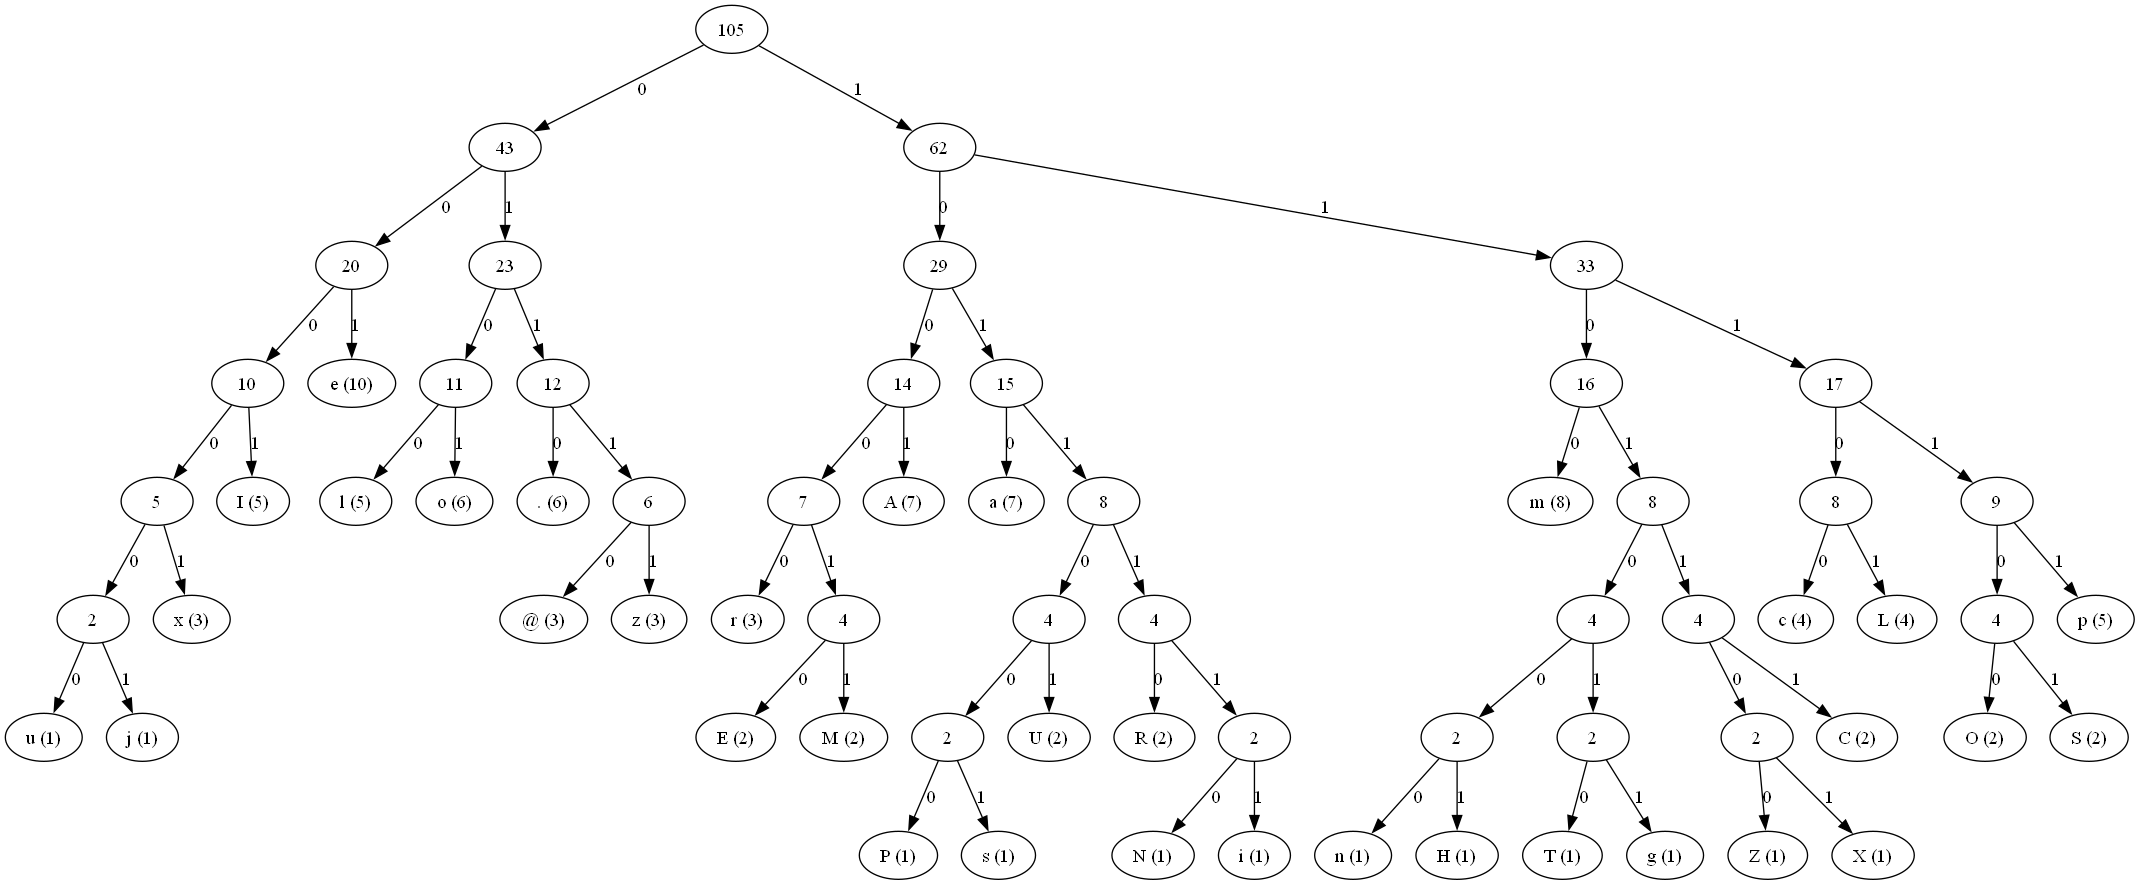 105
0 1
43 62
0 1 0 1
20 23 29 33
0 1 0 1 0 1 0 1
10 e (10) 11 12 14 15 16 17
0 1 0 1 0 1 0 1 0 1 0 1 0 1
5 I (5) l (5) o (6) . (6) 6 7 A (7) a (7) 8 m (8) 8 8 9
0 1 0 1 0 1 0 1 0 1 0 1 0 1
2 x (3) @ (3) z (3) r (3) 4 4 4 4 4 c (4) L (4) 4 p (5)
0 1 0 1 0 1 0 1 0 1 0 1 0 1
u (1) j (1) E (2) M (2) 2 U (2) R (2) 2 2 2 2 C (2) O (2) S (2)
0 1 0 1 0 1 0 1 0 1
P (1) s (1) N (1) i (1) n (1) H (1) T (1) g (1) Z (1) X (1)